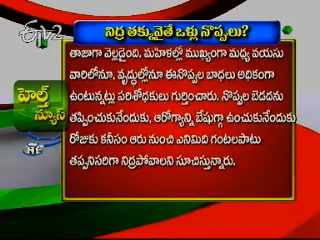 ETV2
నిద్ర తక్కువైతే ఒళ్లు నొప్పులు?
హెల్త్
న్యూస్
తాజాగా వెల్లడైంది. మహిళల్లో ముఖ్యంగా మధ్య వయసు
వారిలోనూ, వృద్ధుల్లోనూ ఈనొప్పుల బాధలు అధికంగా
ఉంటున్నట్లు పరిశోధకులు గుర్తించారు. నొప్పుల బెడదను
తప్పించుకునేందుకు, ఆరోగ్యాన్ని బేషుగ్గా ఉంచుకునేందుకు
రోజుకు కనీసం ఆరు నుంచి ఎనిమిది గంటలపాటు
తప్పనిసరిగా నిద్రపోవాలని సూచిస్తున్నారు.